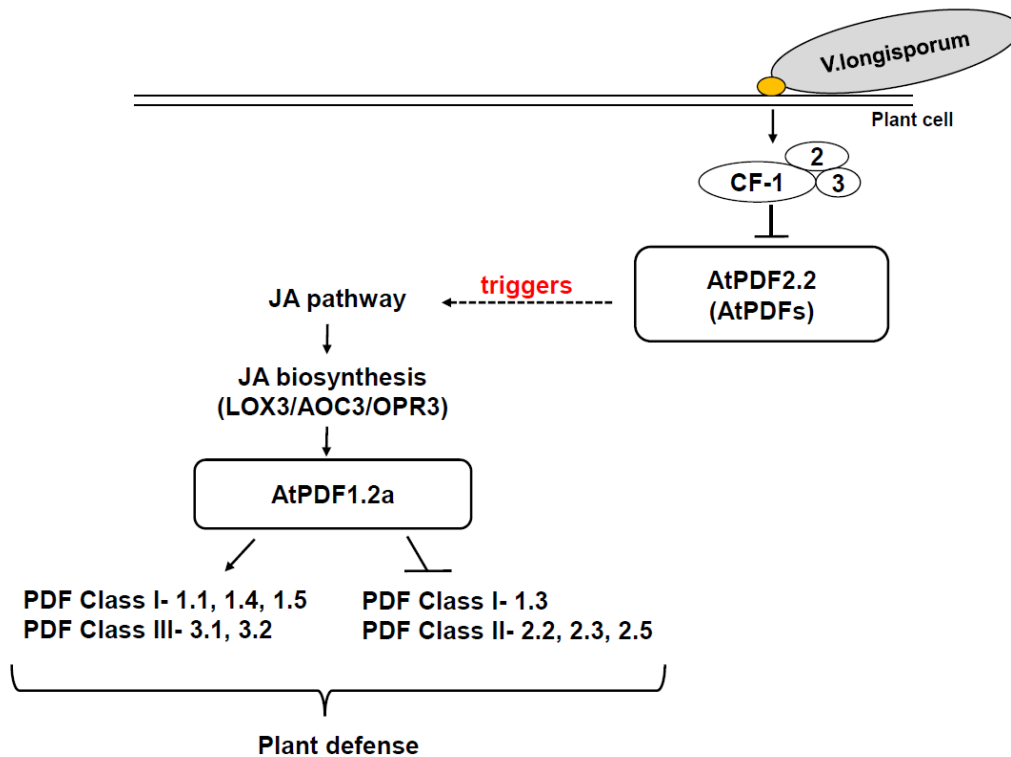 V.longisporum
Plant cell
2
CF-1
3
AtPDF2.2
(AtPDFs)
triggers
JA pathway
JA biosynthesis
(LOX3/AOC3/OPR3)
AtPDF1.2a
PDF Class I- 1.1, 1.4, 1.5
PDF Class III- 3.1, 3.2
PDF Class I- 1.3
PDF Class II- 2.2, 2.3, 2.5
Plant defense